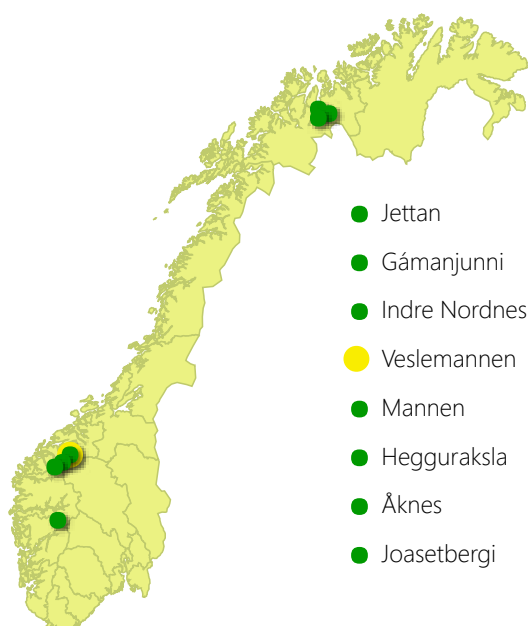 Jettan
Gámanjunni
Indre Nordnes
Veslemannen
Mannen
Hegguraksla
Åknes
Joasetbergi